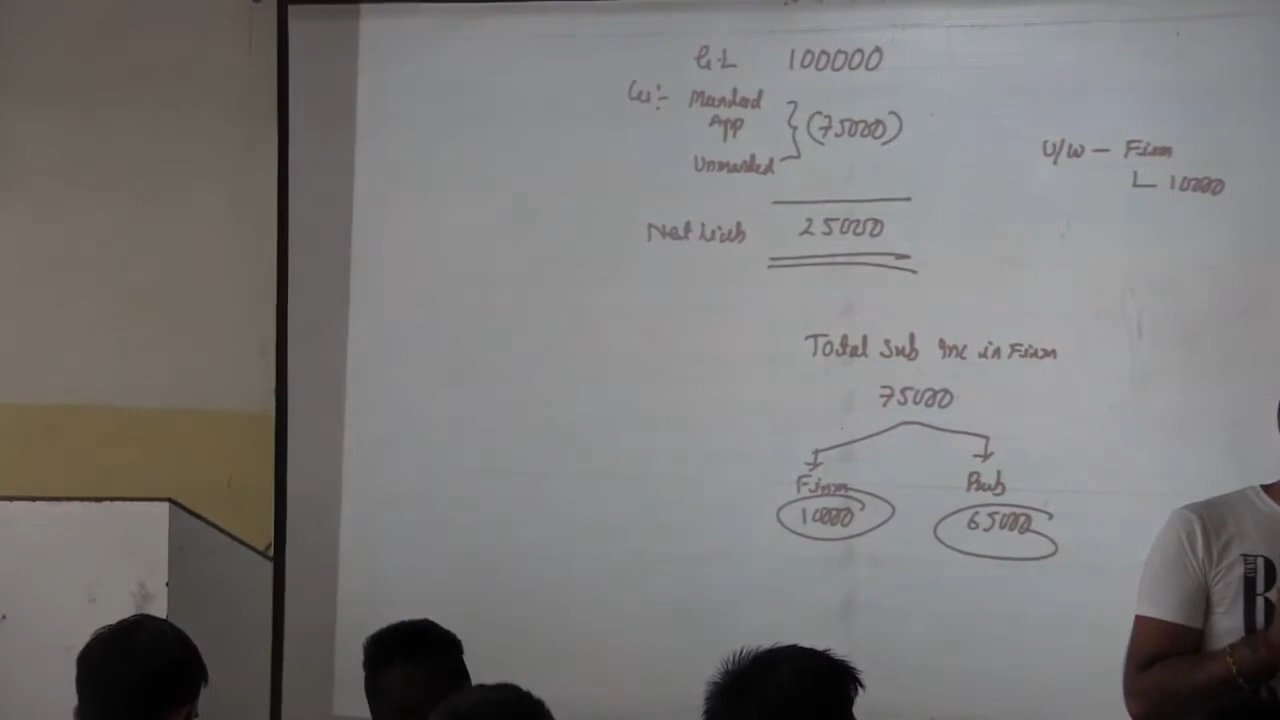 G.L 100000
Less:- Marked
App
Unmarked
(75000)
Net Liab 25000
U/W - Firm
10000
Total Sub inc in Firm
75000
Firm Pub
10000 65000
B